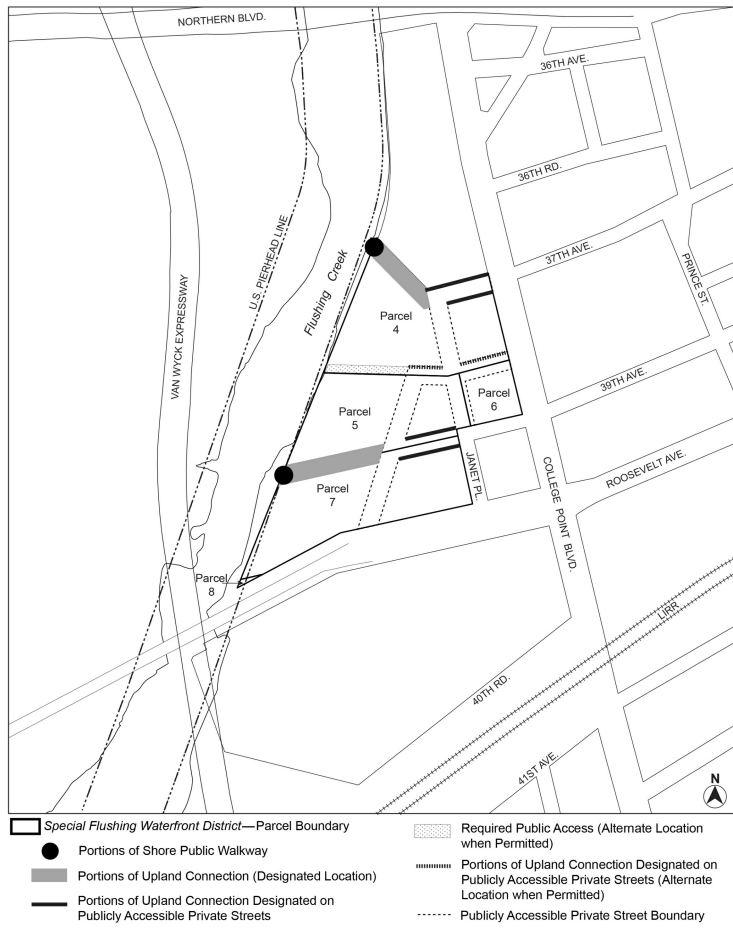 NORTHERN BLVD.
36TH AVE.
36TH RD.
37TH AVE.
PRINCE ST.
U.S. PIERHEAD LINE
Flushing Creek
VAN WYCK EXPRESSWAY
Parcel
4
39TH AVE.
Parcel
6
Parcel
5
ROOSEVELT AVE.
JANET PL.
COLLEGE POINT BLVD.
Parcel
7
Parcel
8
LIRR
40TH RD.
41ST AVE.
N
Special Flushing Waterfront District—Parcel Boundary
Portions of Shore Public Walkway
Portions of Upland Connection (Designated Location)
Portions of Upland Connection Designated on
Publicly Accessible Private Streets
Required Public Access (Alternate Location
when Permitted)
Portions of Upland Connection Designated on
Publicly Accessible Private Streets (Alternate
Location when Permitted)
Publicly Accessible Private Street Boundary